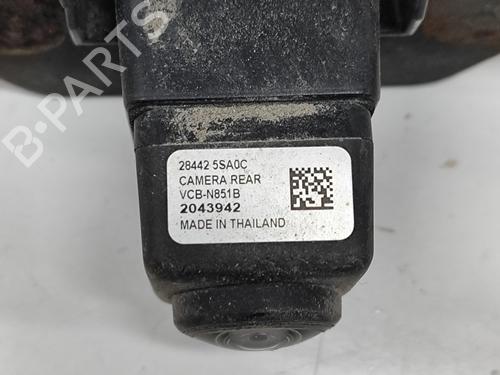 B-PARTS
28442 5SA0C
CAMERA REAR
VCB-N851B
2043942
MADE IN THAILAND